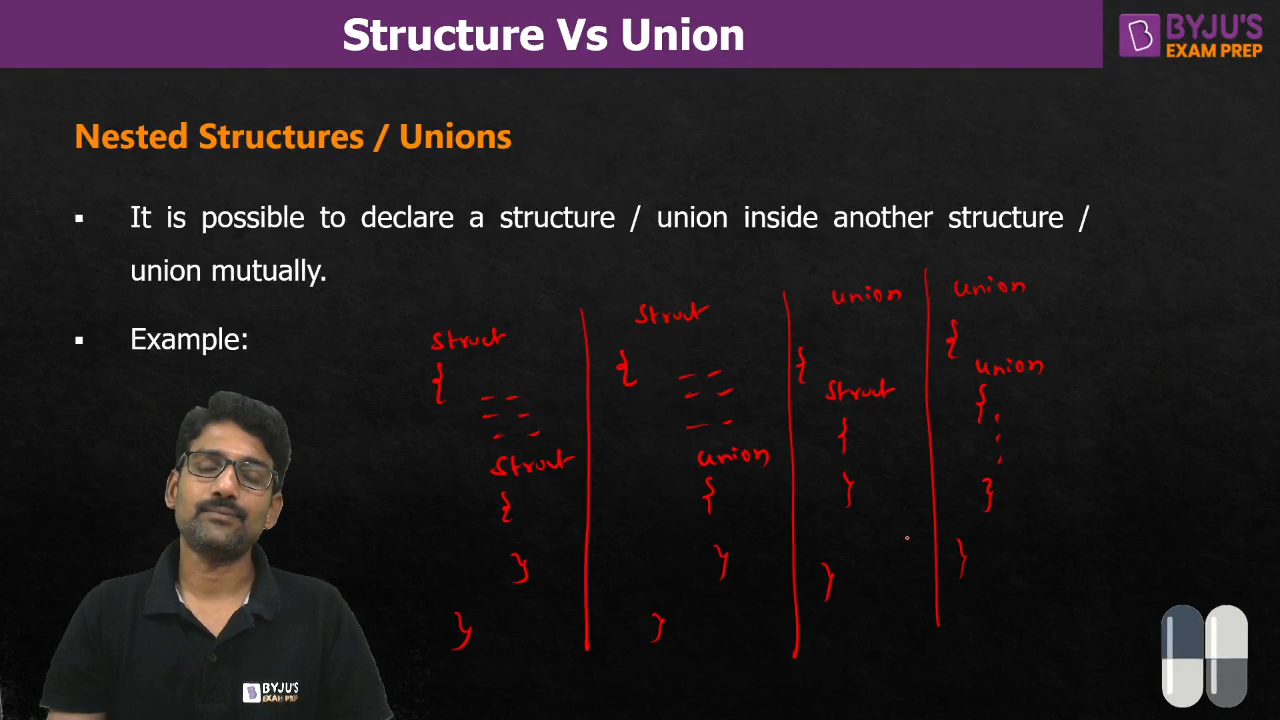 Structure Vs Union
BYJU'S
EXAM PREP
Nested Structures / Unions
▪ It is possible to declare a structure / union inside another structure /
union mutually.
▪ Example:
Struct
{
Struct
{
}
}
Struct
{
union
{
}
}
union
{
Struct
{
}
}
union
{
union
{
}
}
BYJU'S
EXAM PREP